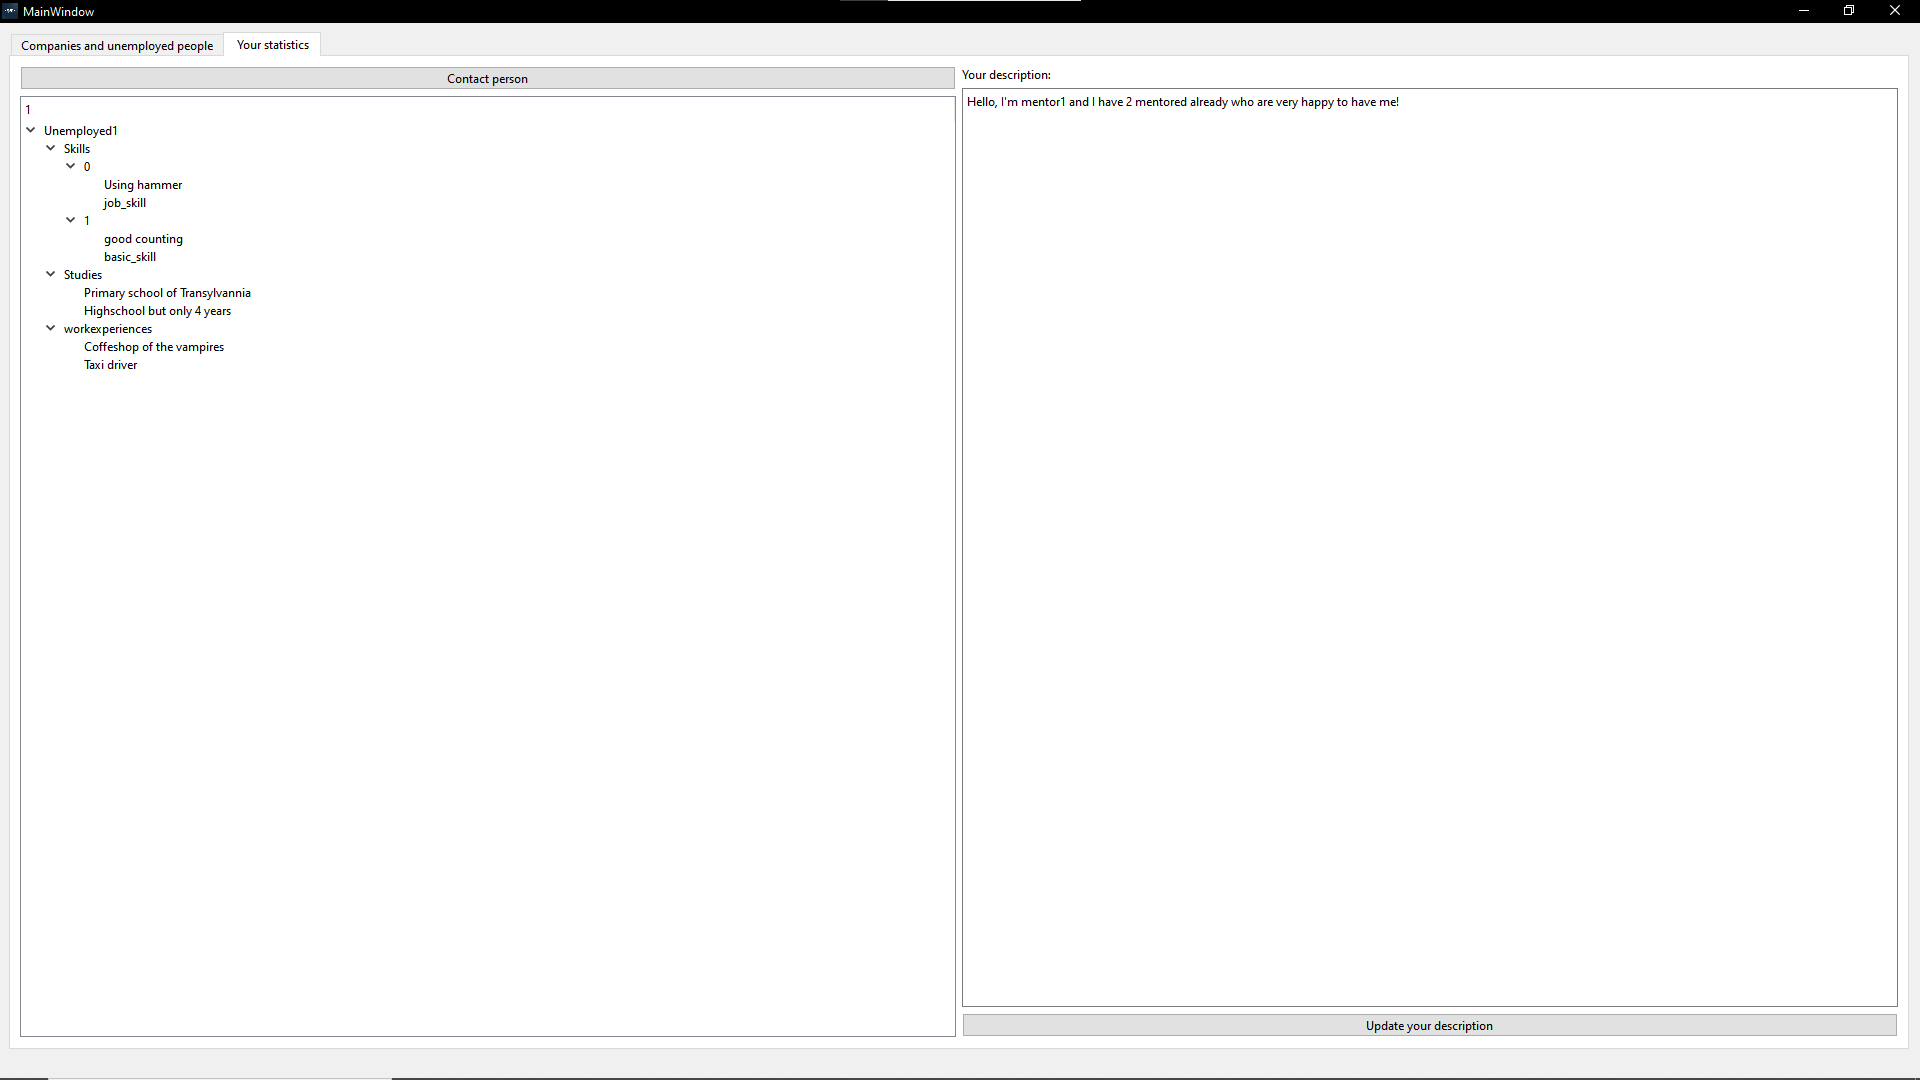 MainWindow
Companies and unemployed people
Your statistics
Contact person
1
Unemployed1
Skills
0
Using hammer
job_skill
1
good counting
basic_skill
Studies
Primary school of Transylvannia
Highschool but only 4 years
workexperiences
Coffeshop of the vampires
Taxi driver
Your description:
Hello, I'm mentor1 and I have 2 mentored already who are very happy to have me!
Update your description